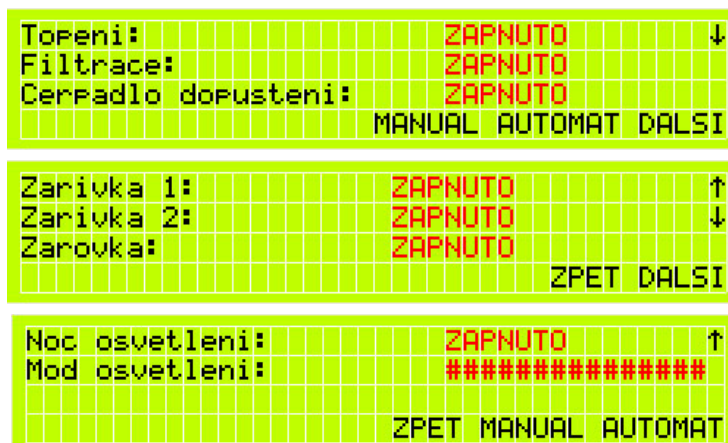 Topeni: ZAPNUTO ↓
Filtrace: ZAPNUTO
Cerpadlo dopusteni: ZAPNUTO
MANUAL AUTOMAT DALSI
Zarivka 1: ZAPNUTO ↑
Zarivka 2: ZAPNUTO ↓
Zarovka: ZAPNUTO
ZPET DALSI
Noc osvetleni: ZAPNUTO ↑
Mod osvetleni: ###############
ZPET MANUAL AUTOMAT